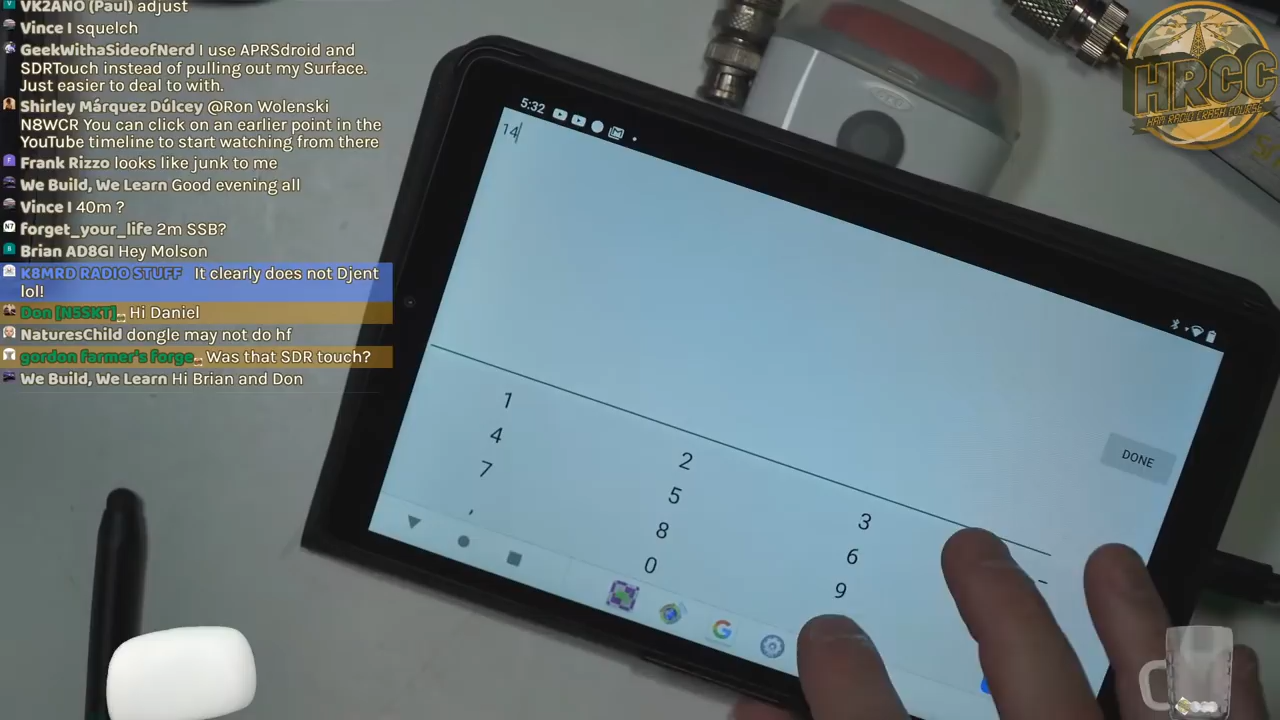 VK2ANO (Paul) adjust
Vince I squelch
GeekWithaSideofNerd I use APRSdroid and
SDRTouch instead of pulling out my Surface.
Just easier to deal to with.
Shirley Márquez Dúlcey @Ron Wolenski
N8WCR You can click on an earlier point in the
YouTube timeline to start watching from there
Frank Rizzo looks like junk to me
We Build, We Learn Good evening all
Vince I 40m ?
forget_your_life 2m SSB?
Brian AD8GI Hey Molson
K8MRD RADIO STUFF It clearly does not Djent
lol!
Don [N5SKT] Hi Daniel
NaturesChild dongle may not do hf
gordon farmer's forge Was that SDR touch?
We Build, We Learn Hi Brian and Don
HRCC
HAM RADIO CRASH COURSE
5:32
14
DONE
1
2
3
4
5
6
-
7
8
9
,
0
G